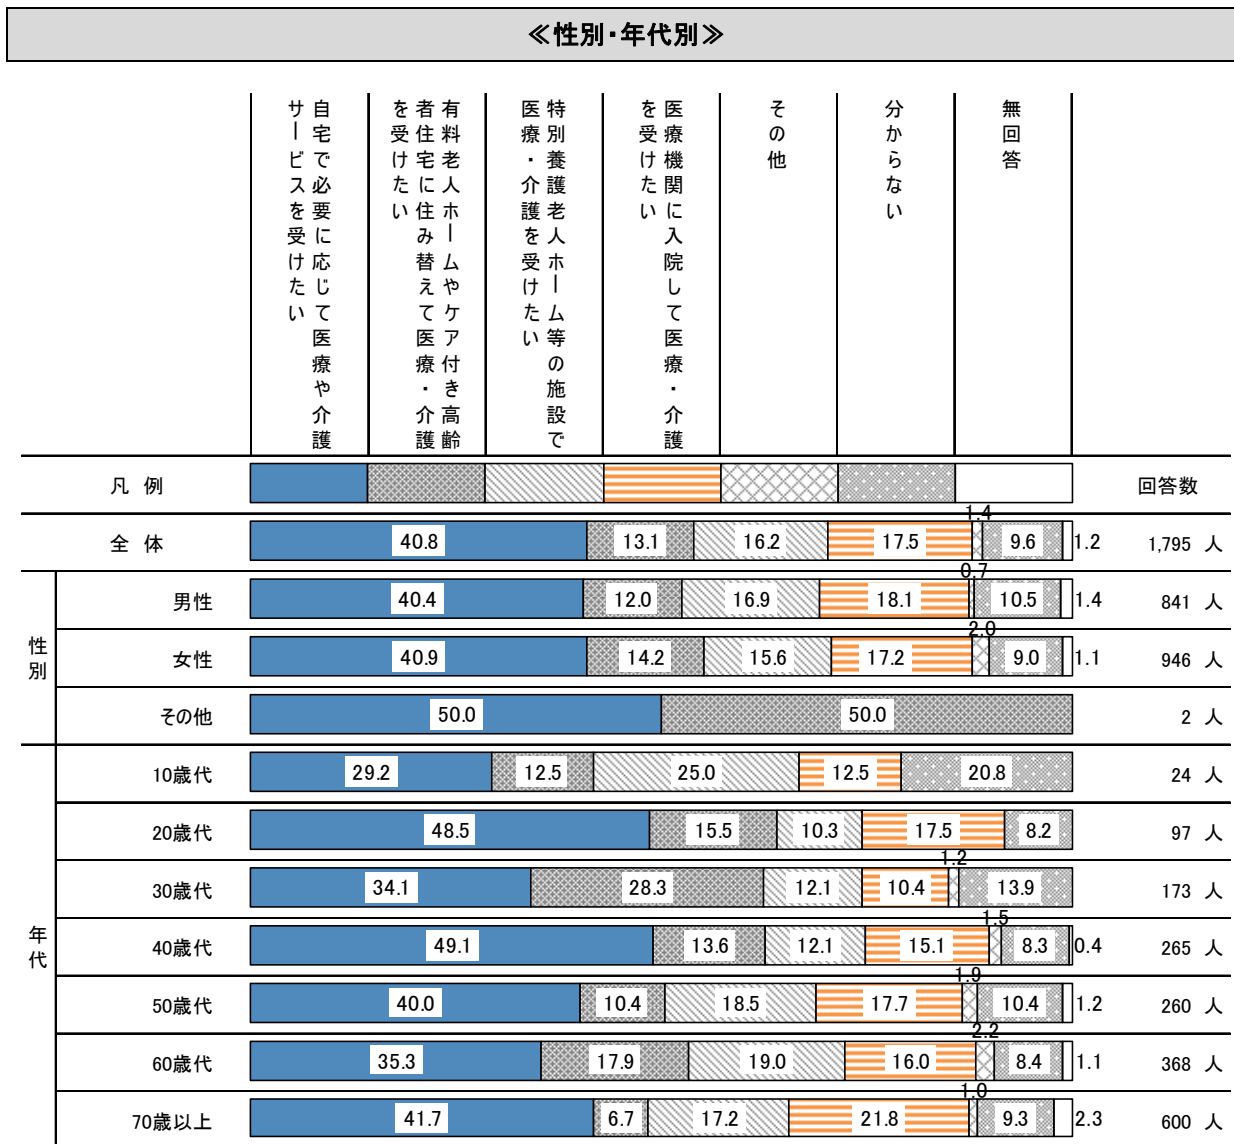 ≪性別・年代別≫
自宅で必要に応じて医療や介護
サービスを受けたい
有料老人ホームやケア付き高齢
者住宅に住み替えて医療・介護
を受けたい
特別養護老人ホーム等の施設で
医療・介護を受けたい
医療機関に入院して医療・介護
を受けたい
その他
分からない
無回答
凡 例
回答数
全 体 40.8 13.1 16.2 17.5 1.4 9.6 1.2 1,795 人
性別
男性 40.4 12.0 16.9 18.1 0.7 10.5 1.4 841 人
女性 40.9 14.2 15.6 17.2 2.0 9.0 1.1 946 人
その他 50.0 50.0 2 人
年代
10歳代 29.2 12.5 25.0 12.5 20.8 24 人
20歳代 48.5 15.5 10.3 17.5 8.2 97 人
30歳代 34.1 28.3 12.1 10.4 1.2 13.9 173 人
40歳代 49.1 13.6 12.1 15.1 1.5 8.3 0.4 265 人
50歳代 40.0 10.4 18.5 17.7 1.9 10.4 1.2 260 人
60歳代 35.3 17.9 19.0 16.0 2.2 8.4 1.1 368 人
70歳以上 41.7 6.7 17.2 21.8 1.0 9.3 2.3 600 人